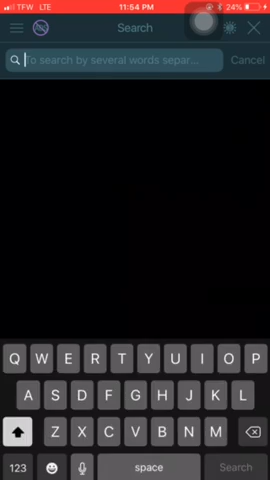 TFW LTE 11:54 PM 24%
Search
To search by several words separ... Cancel
Q W E R T Y U I O P
A S D F G H J K L
Z X C V B N M
123 space Search